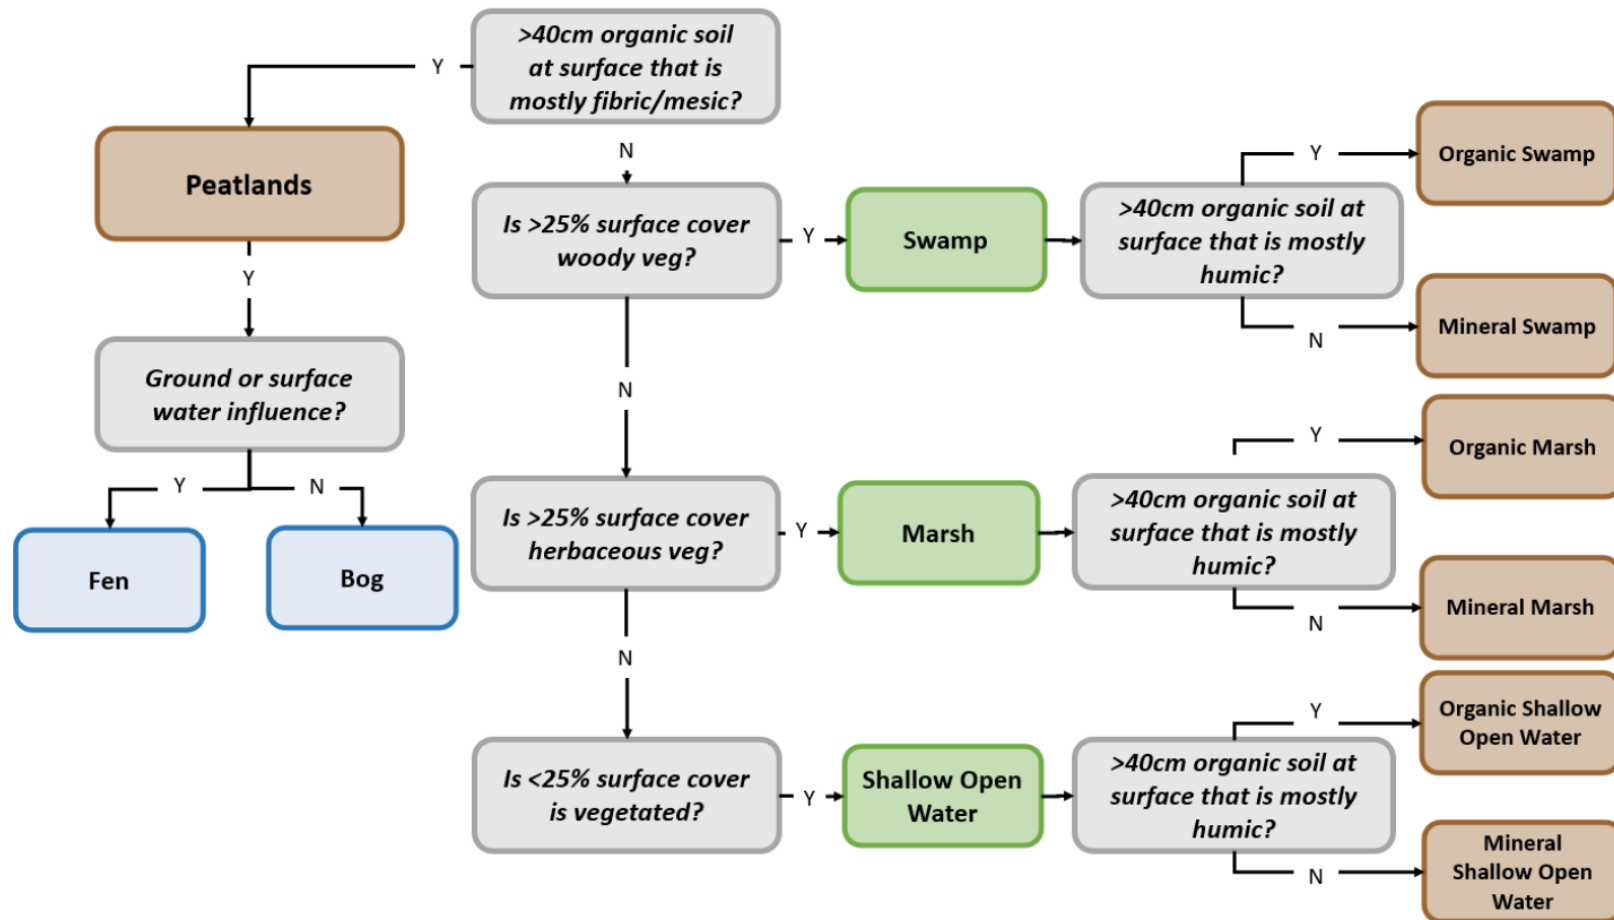 >40cm organic soil
at surface that is
mostly fibric/mesic?
Y
N
Peatlands
Y
Ground or surface
water influence?
Y
N
Fen
Bog
Is >25% surface cover
woody veg?
Y
Swamp
>40cm organic soil at
surface that is mostly
humic?
Y
Organic Swamp
N
Mineral Swamp
N
Is >25% surface cover
herbaceous veg?
Y
Marsh
>40cm organic soil at
surface that is mostly
humic?
Y
Organic Marsh
N
Mineral Marsh
N
Is <25% surface cover
is vegetated?
Y
Shallow Open
Water
>40cm organic soil at
surface that is mostly
humic?
Y
Organic Shallow
Open Water
N
Mineral
Shallow Open
Water